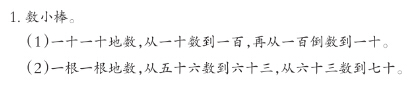 1. 数小棒。
(1)一十一十地数,从一十数到一百,再从一百倒数到一十。
(2)一根一根地数,从五十六数到六十三,从六十三数到七十。